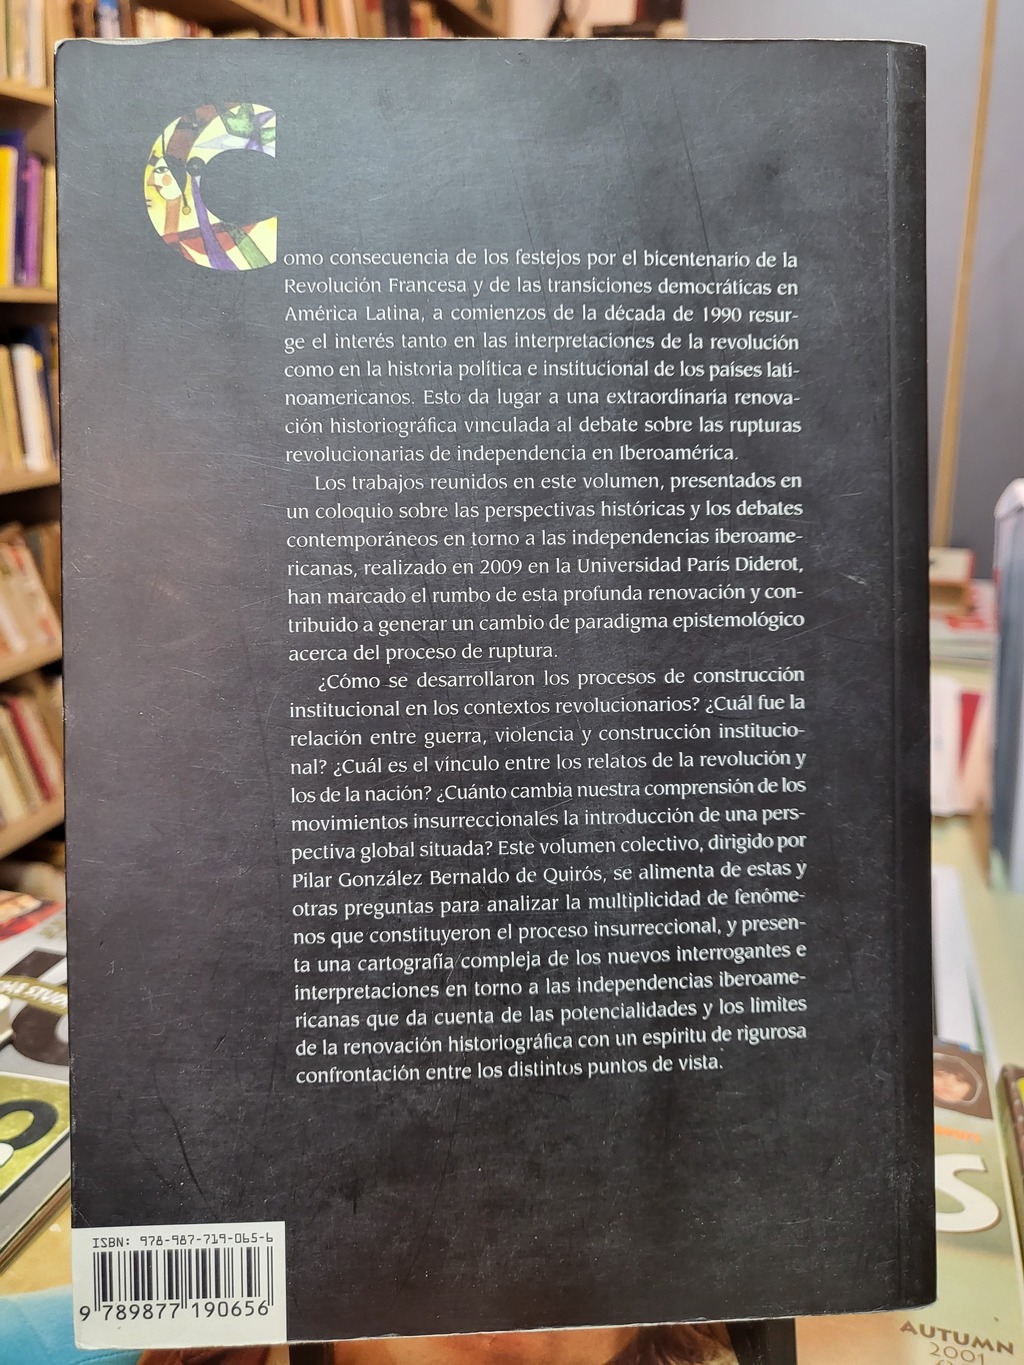 Como consecuencia de los festejos por el bicentenario de la
Revolución Francesa y de las transiciones democráticas en
América Latina, a comienzos de la década de 1990 resur-
ge el interés tanto en las interpretaciones de la revolución
como en la historia política e institucional de los países lati-
noamericanos. Esto da lugar a una extraordinaria renova-
ción historiográfica vinculada al debate sobre las rupturas
revolucionarias de independencia en Iberoamérica.
Los trabajos reunidos en este volumen, presentados en
un coloquio sobre las perspectivas históricas y los debates
contemporáneos en torno a las independencias iberoame-
ricanas, realizado en 2009 en la Universidad París Diderot,
han marcado el rumbo de esta profunda renovación y con-
tribuido a generar un cambio de paradigma epistemológico
acerca del proceso de ruptura.
¿Cómo se desarrollaron los procesos de construcción
institucional en los contextos revolucionarios? ¿Cuál fue la
relación entre guerra, violencia y construcción institucio-
nal? ¿Cuál es el vínculo entre los relatos de la revolución y
los de la nación? ¿Cuánto cambia nuestra comprensión de los
movimientos insurreccionales la introducción de una pers-
pectiva global situada? Este volumen colectivo, dirigido por
Pilar González Bernaldo de Quirós, se alimenta de estas y
otras preguntas para analizar la multiplicidad de fenóme-
nos que constituyeron el proceso insurreccional, y presen-
ta una cartografía compleja de los nuevos interrogantes e
interpretaciones en torno a las independencias iberoame-
ricanas que da cuenta de las potencialidades y los límites
de la renovación historiográfica con un espíritu de rigurosa
confrontación entre los distintos puntos de vista.
ISBN: 978-987-719-065-6
9 789877 190656
S
AUTUMN
2001